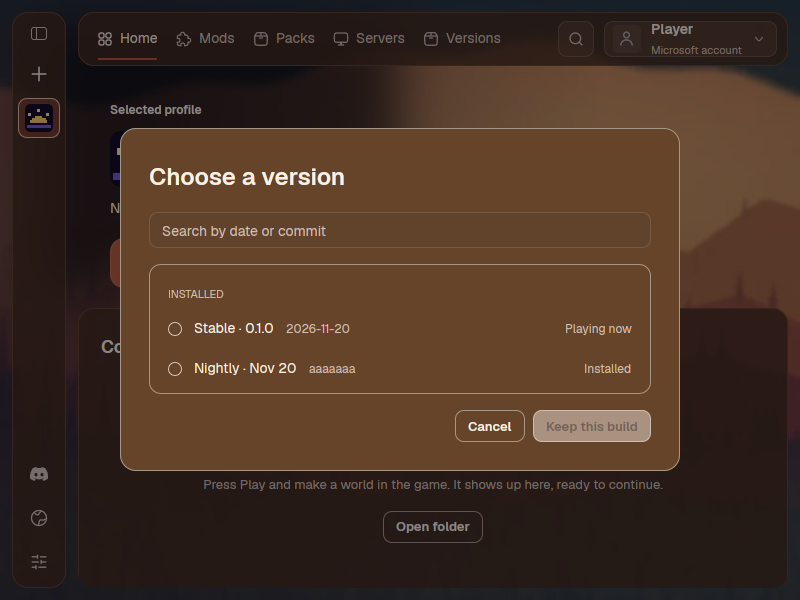 Home
Mods
Packs
Servers
Versions
Player
Microsoft account
Selected profile
Choose a version
Search by date or commit
INSTALLED
Stable · 0.1.0 2026-11-20 Playing now
Nightly · Nov 20 aaaaaaa Installed
Cancel
Keep this build
Press Play and make a world in the game. It shows up here, ready to continue.
Open folder